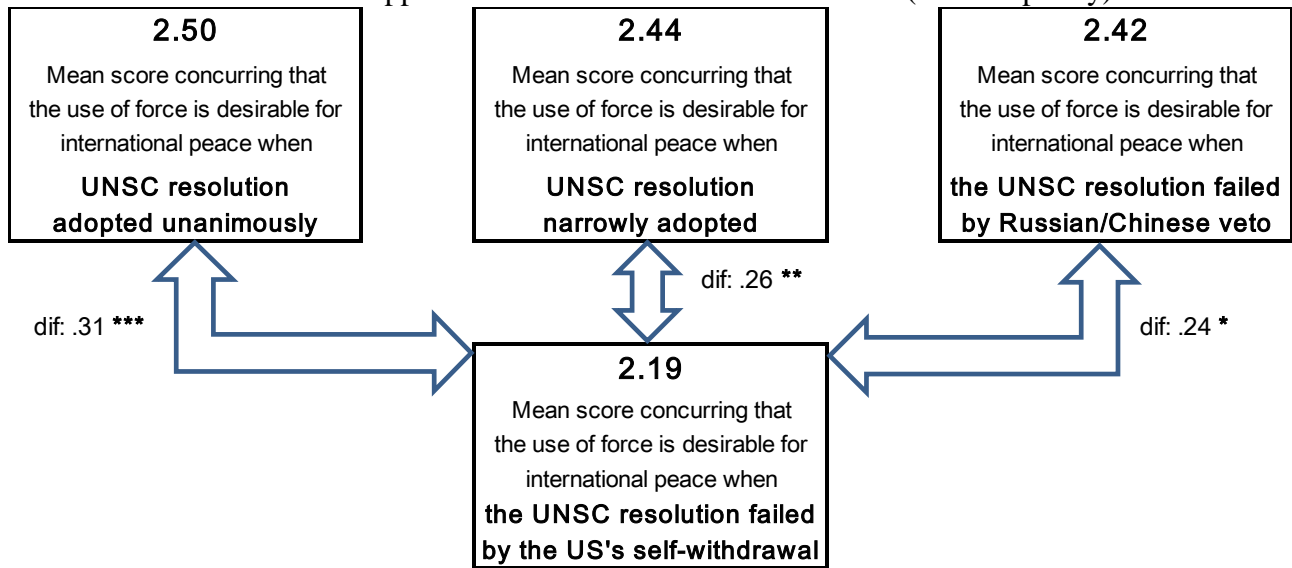 2.50
Mean score concurring that
the use of force is desirable for
international peace when
UNSC resolution
adopted unanimously
2.44
Mean score concurring that
the use of force is desirable for
international peace when
UNSC resolution
narrowly adopted
2.42
Mean score concurring that
the use of force is desirable for
international peace when
the UNSC resolution failed
by Russian/Chinese veto
dif: .31 ***
dif: .26 **
dif: .24 *
2.19
Mean score concurring that
the use of force is desirable for
international peace when
the UNSC resolution failed
by the US's self-withdrawal